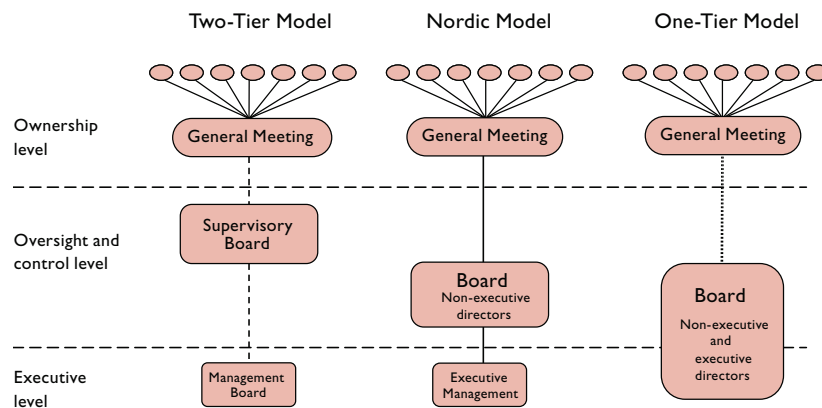 Two-Tier Model
Nordic Model
One-Tier Model
Ownership
level
General Meeting
General Meeting
General Meeting
Oversight and
control level
Supervisory
Board
Board
Non-executive
directors
Board
Non-executive
and
executive
directors
Executive
level
Management
Board
Executive
Management